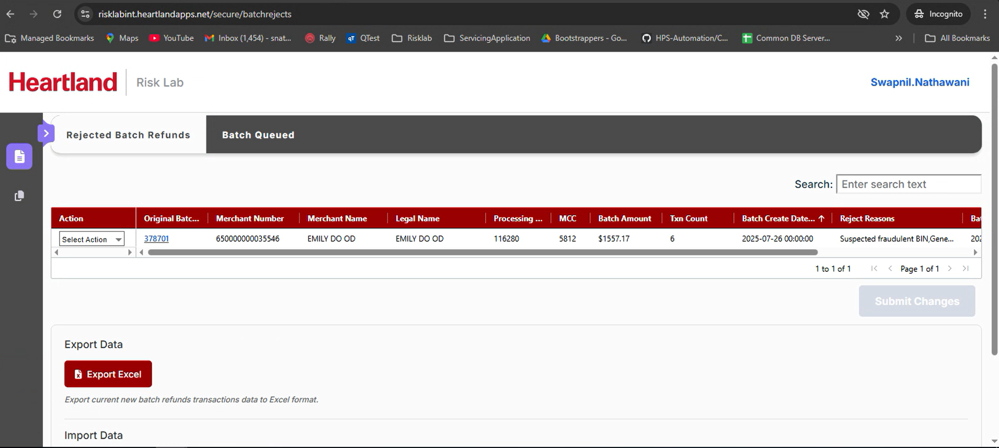 risklabint.heartlandapps.net/secure/batchrejects
Incognito
Managed Bookmarks Maps YouTube Inbox (1,454) - snat... Rally qT QTest Risklab ServicingApplication Bootstrappers - Go... HPS-Automation/C... Common DB Server... » All Bookmarks
Heartland Risk Lab
Swapnil.Nathawani
Rejected Batch Refunds Batch Queued
Search: Enter search text
Action Original Batc... Merchant Number Merchant Name Legal Name Processing ... MCC Batch Amount Txn Count Batch Create Date... ↑ Reject Reasons Bat
Select Action 378701 650000000035546 EMILY DO OD EMILY DO OD 116280 5812 $1557.17 6 2025-07-26 00:00:00 Suspected fraudulent BIN,Gene... 202
1 to 1 of 1 Page 1 of 1
Submit Changes
Export Data
Export Excel
Export current new batch refunds transactions data to Excel format.
Import Data